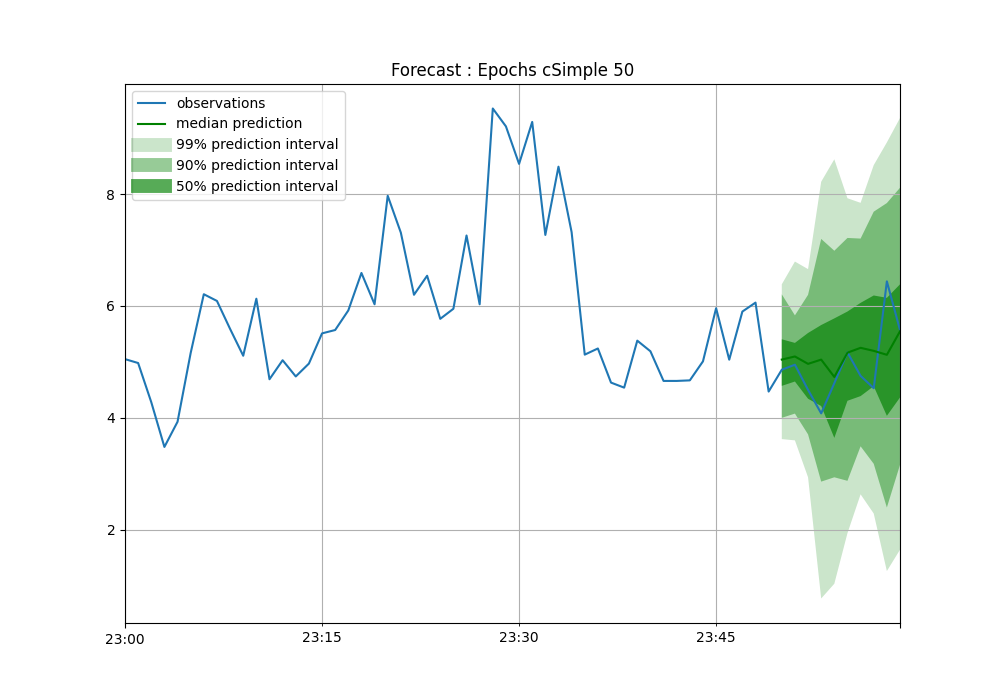 Forecast : Epochs cSimple 50
observations
median prediction
99% prediction interval
90% prediction interval
50% prediction interval
8
6
4
2
23:00
23:15
23:30
23:45